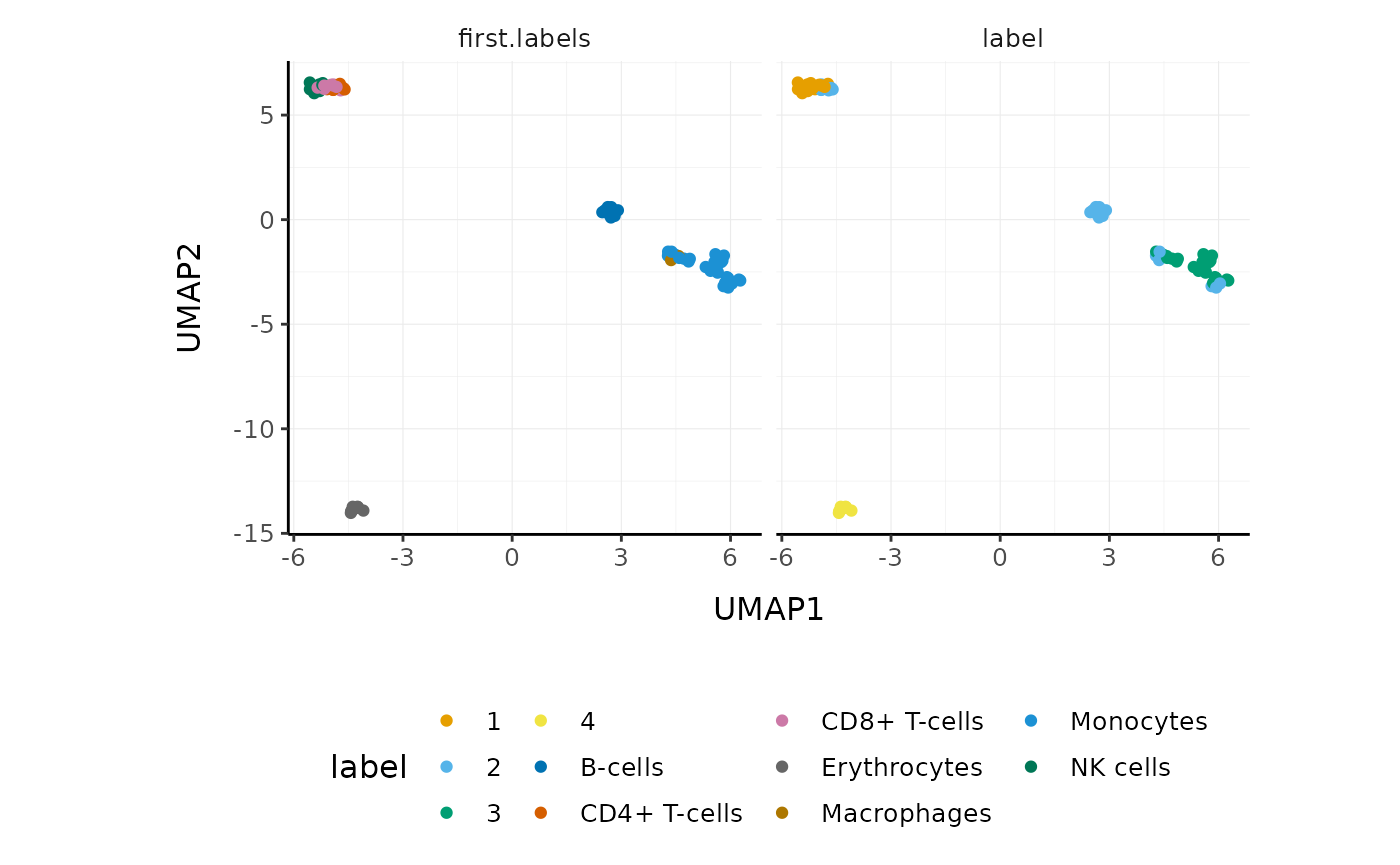 first.labels label
5
0
-5
-10
-15
UMAP2
-6 -3 0 3 6 -6 -3 0 3 6
UMAP1
1 4 CD8+ T-cells Monocytes
label 2 B-cells Erythrocytes NK cells
3 CD4+ T-cells Macrophages